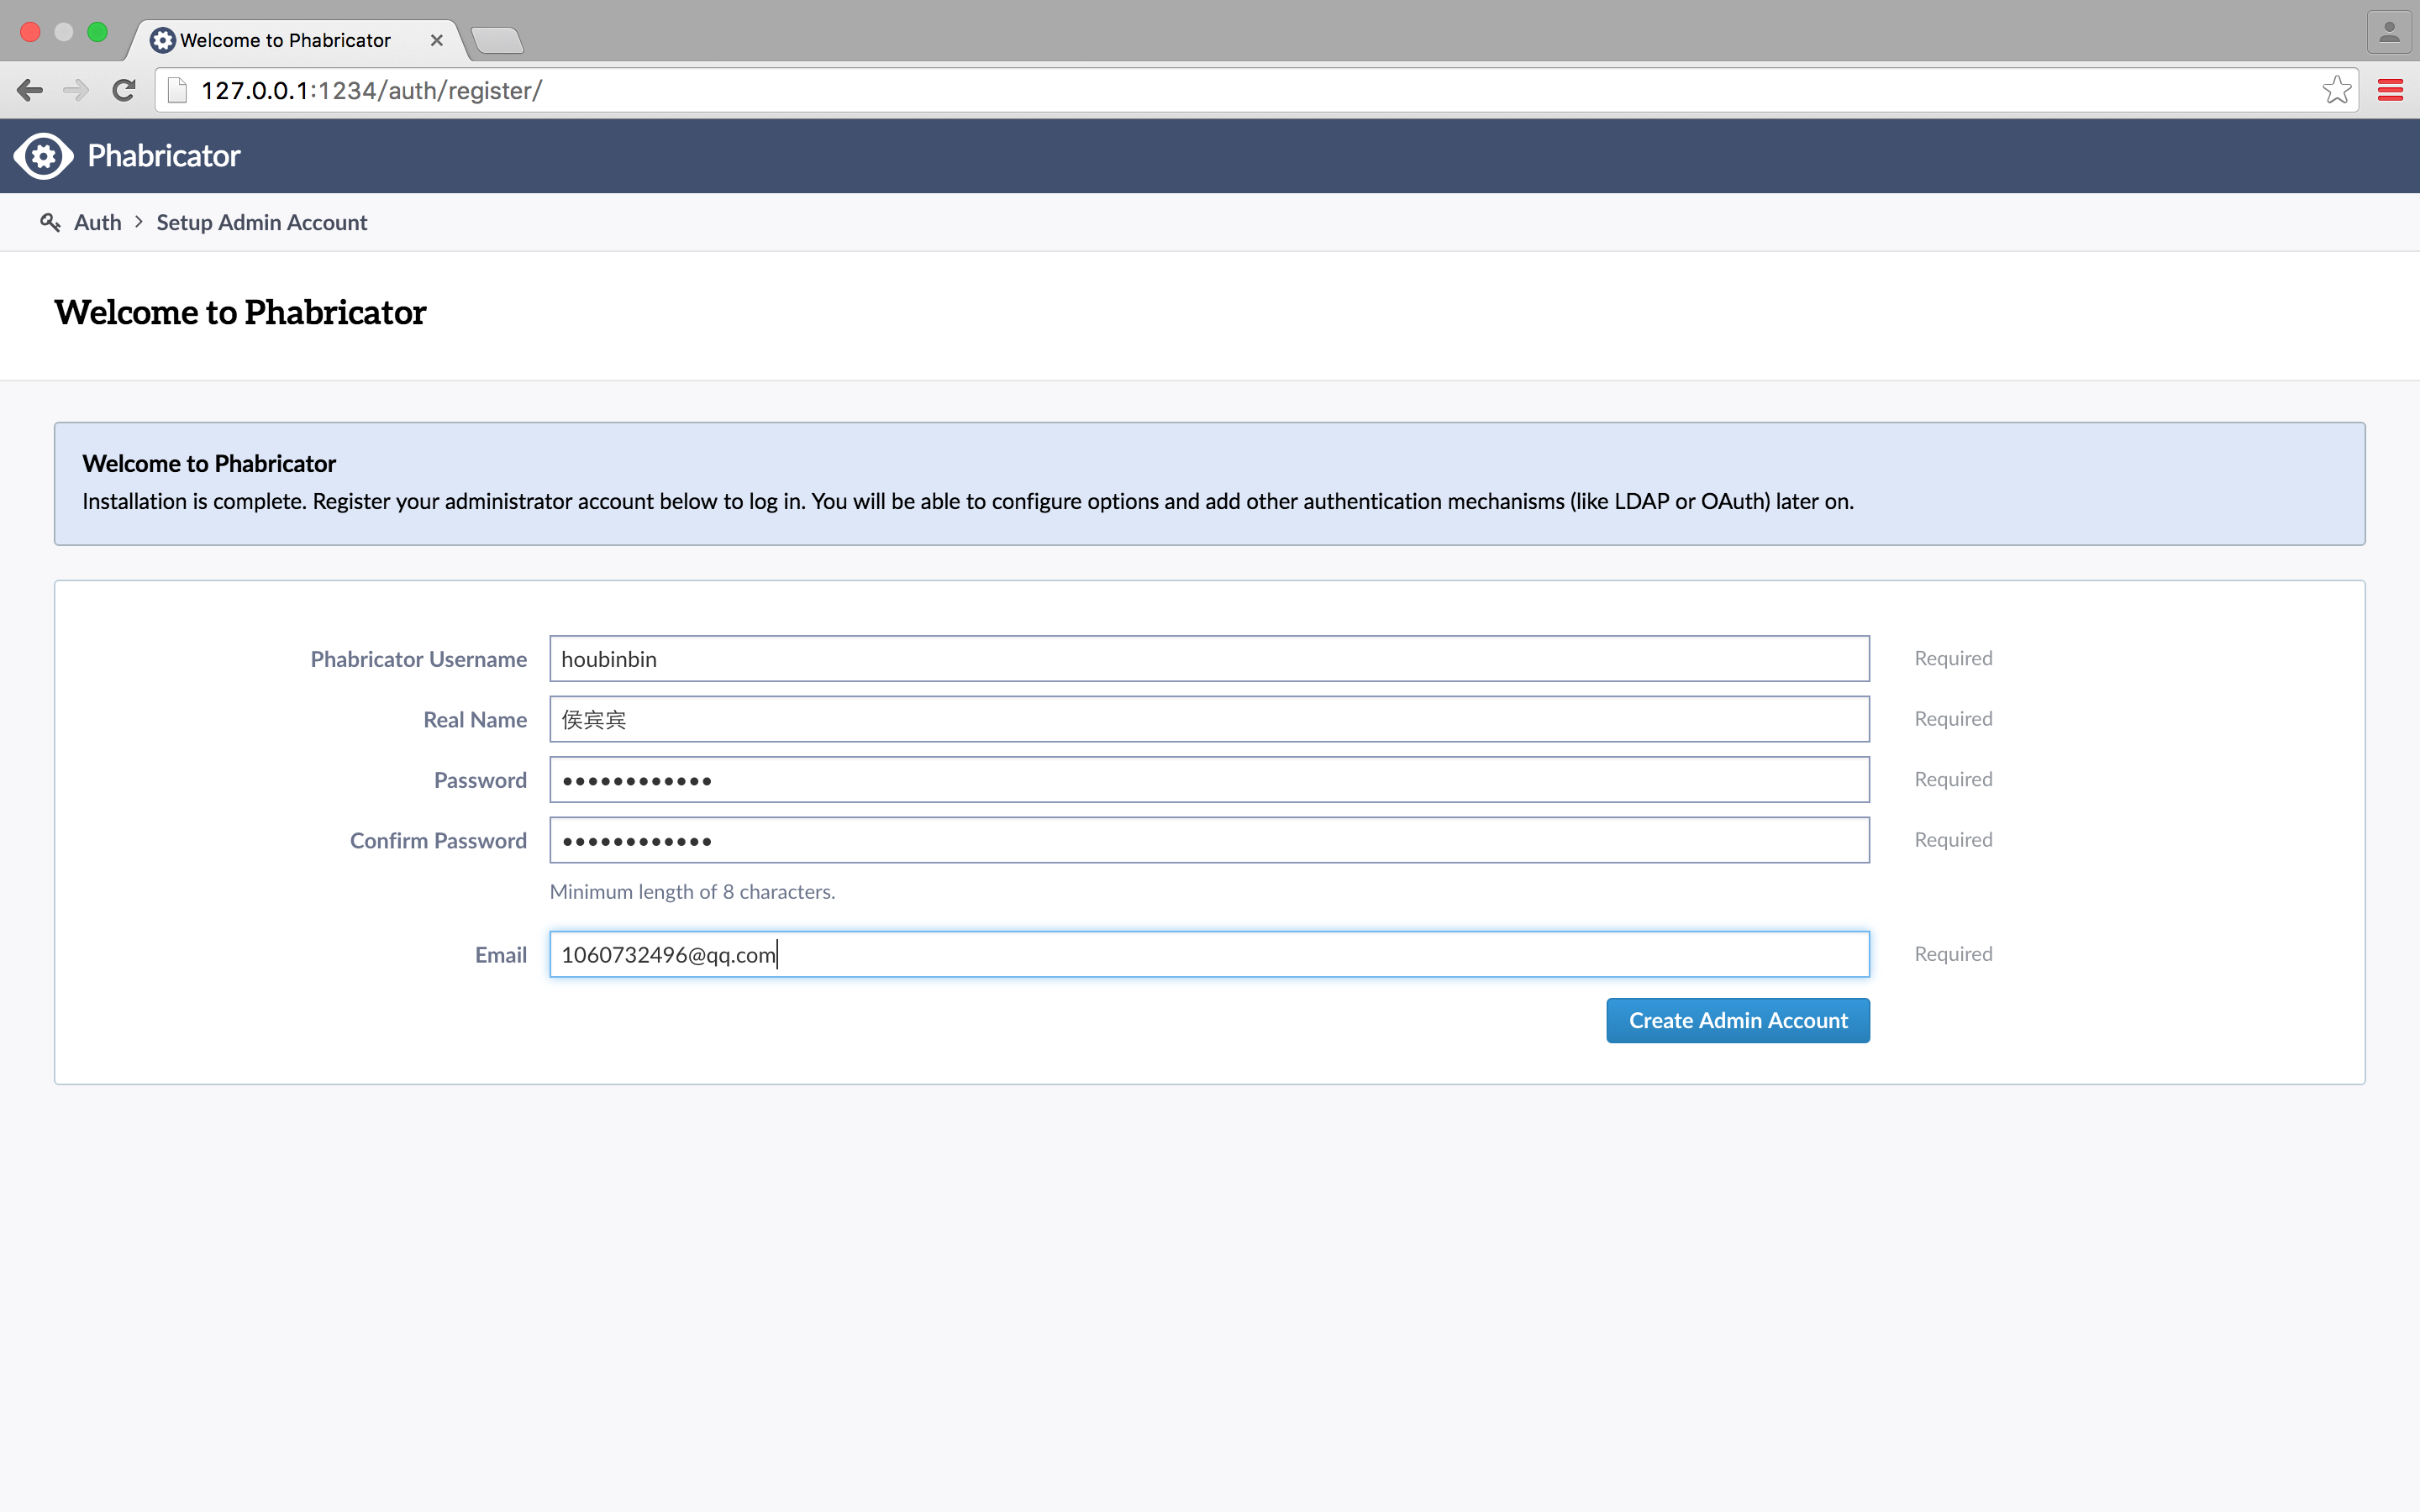 Welcome to Phabricator
127.0.0.1:1234/auth/register/
Phabricator
Auth > Setup Admin Account
Welcome to Phabricator
Welcome to Phabricator
Installation is complete. Register your administrator account below to log in. You will be able to configure options and add other authentication mechanisms (like LDAP or OAuth) later on.
Phabricator Username houbinbin Required
Real Name 侯宾宾 Required
Password •••••••••••• Required
Confirm Password •••••••••••• Required
Minimum length of 8 characters.
Email 1060732496@qq.com Required
Create Admin Account